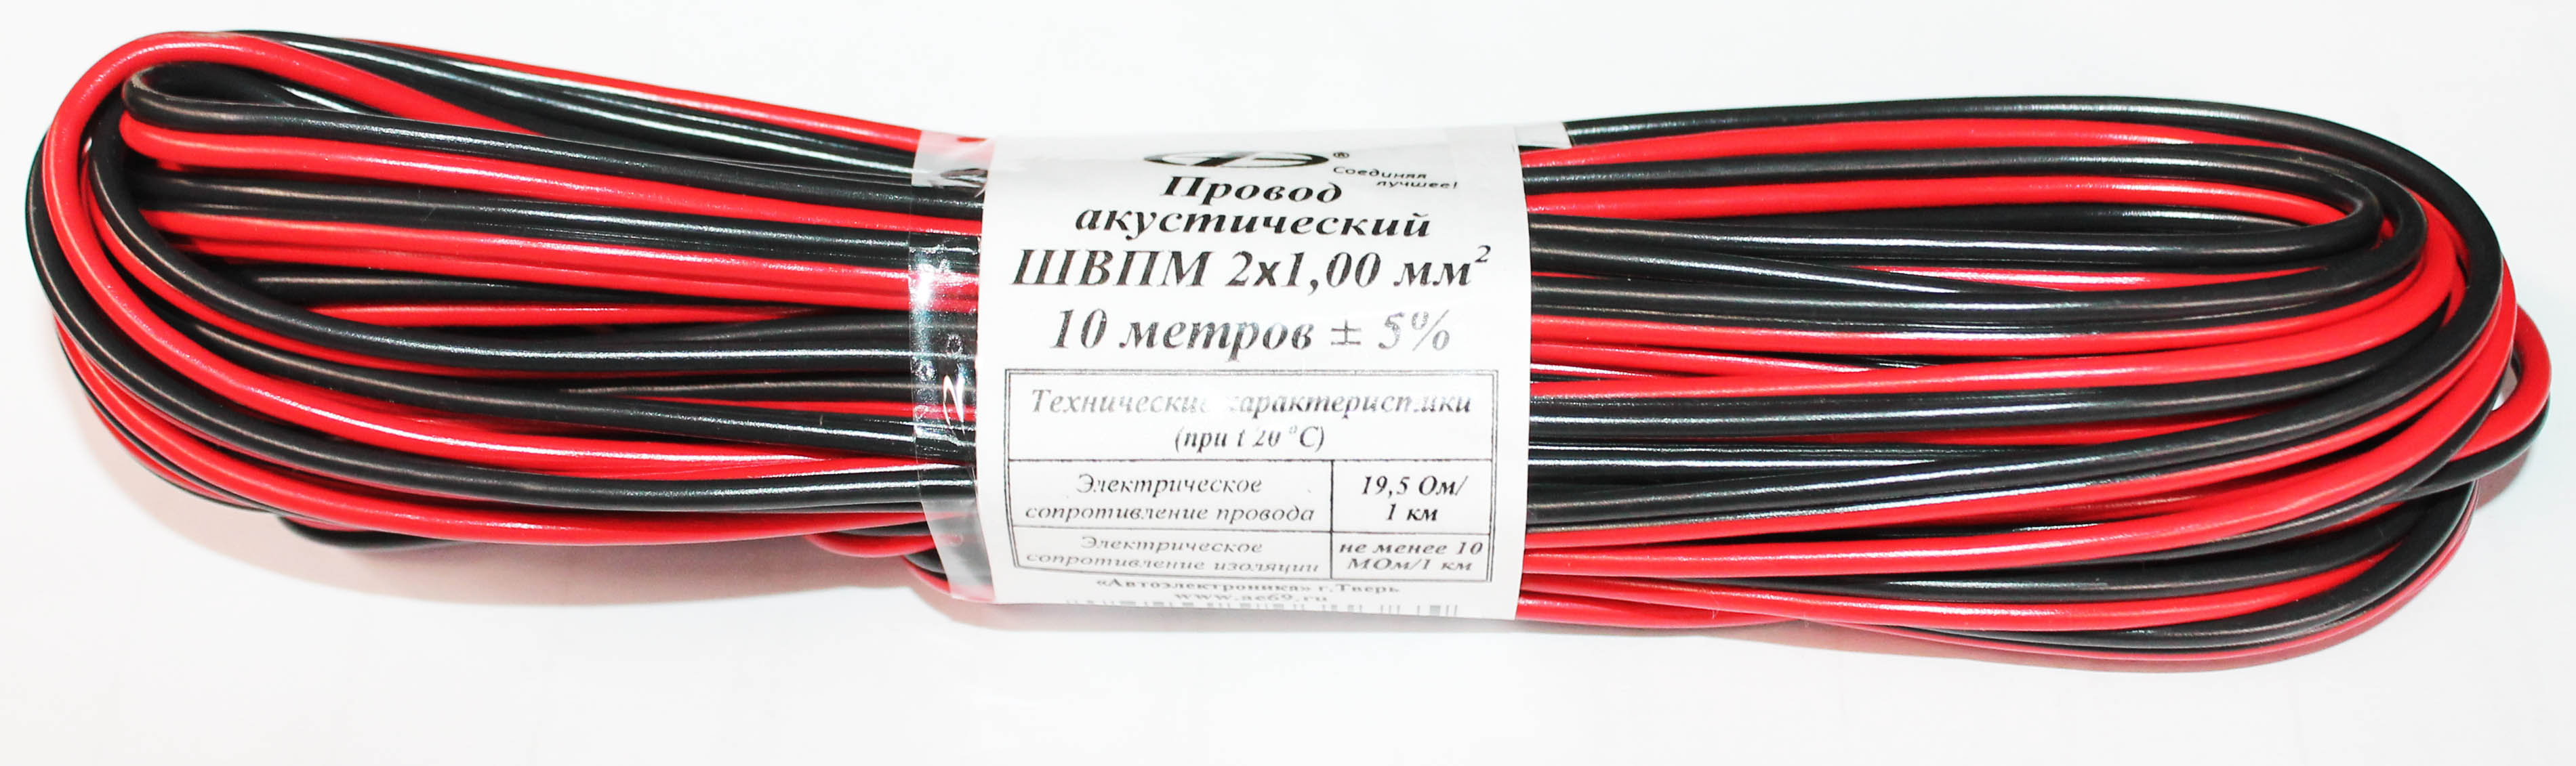 ®
Соединяя
лучшее!
Провод
акустический
ШВПМ 2х1,00 мм²
10 метров ± 5%
Технические характеристики
(при t 20 °C)
Электрическое
сопротивление провода
19,5 Ом/
1 км
Электрическое
сопротивление изоляции
не менее 10
МОм/1 км
«Автоэлектроника» г.Тверь
www.ae69.ru